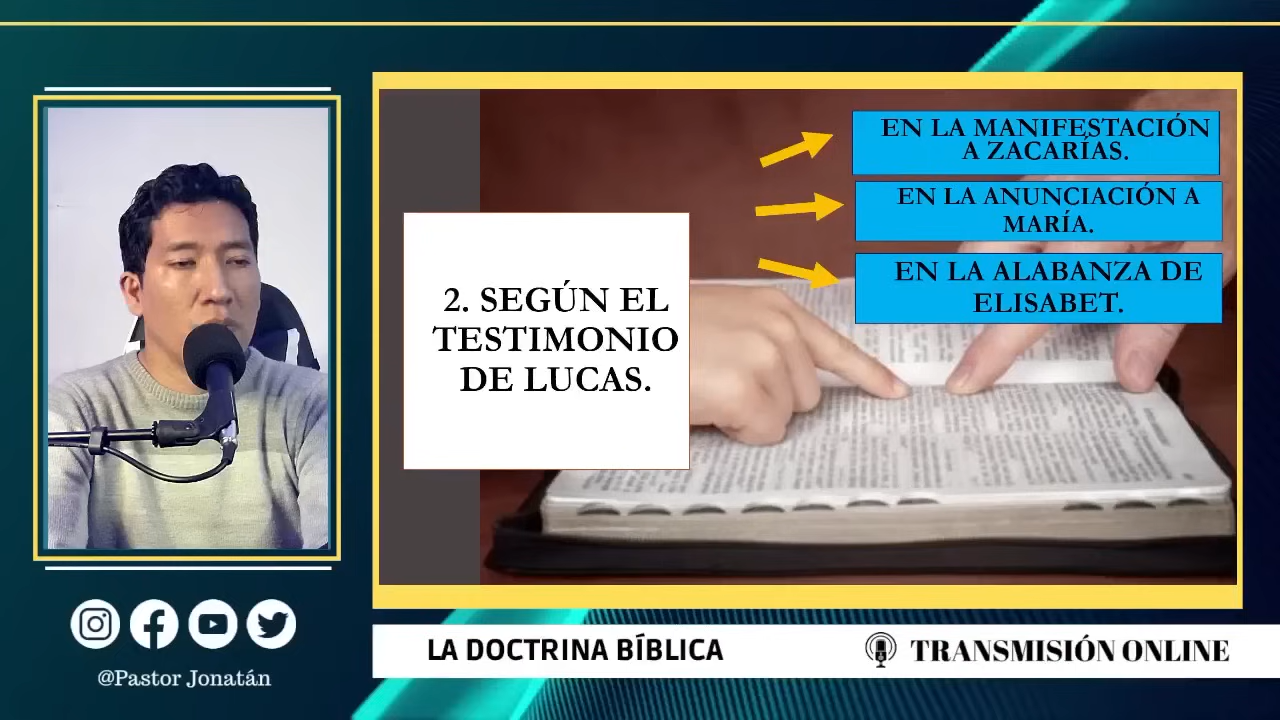 EN LA MANIFESTACIÓN
A ZACARÍAS.
EN LA ANUNCIACIÓN A
MARÍA.
EN LA ALABANZA DE
ELISABET.
2. SEGÚN EL
TESTIMONIO
DE LUCAS.
@Pastor Jonatán
LA DOCTRINA BÍBLICA
TRANSMISIÓN ONLINE